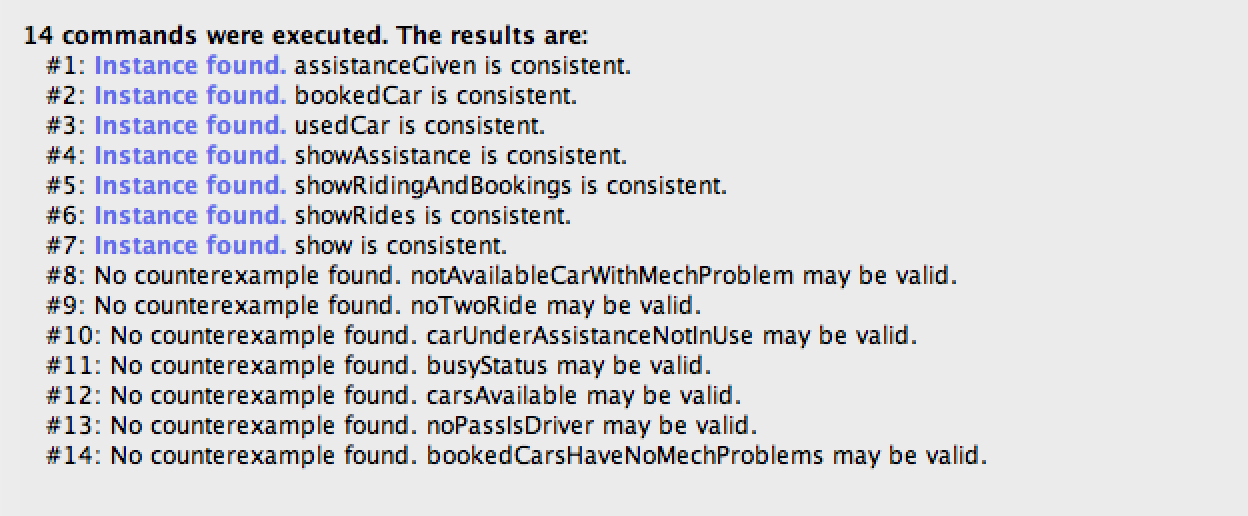 14 commands were executed. The results are:
#1: Instance found. assistanceGiven is consistent.
#2: Instance found. bookedCar is consistent.
#3: Instance found. usedCar is consistent.
#4: Instance found. showAssistance is consistent.
#5: Instance found. showRidingAndBookings is consistent.
#6: Instance found. showRides is consistent.
#7: Instance found. show is consistent.
#8: No counterexample found. notAvailableCarWithMechProblem may be valid.
#9: No counterexample found. noTwoRide may be valid.
#10: No counterexample found. carUnderAssistanceNotInUse may be valid.
#11: No counterexample found. busyStatus may be valid.
#12: No counterexample found. carsAvailable may be valid.
#13: No counterexample found. noPassIsDriver may be valid.
#14: No counterexample found. bookedCarsHaveNoMechProblems may be valid.